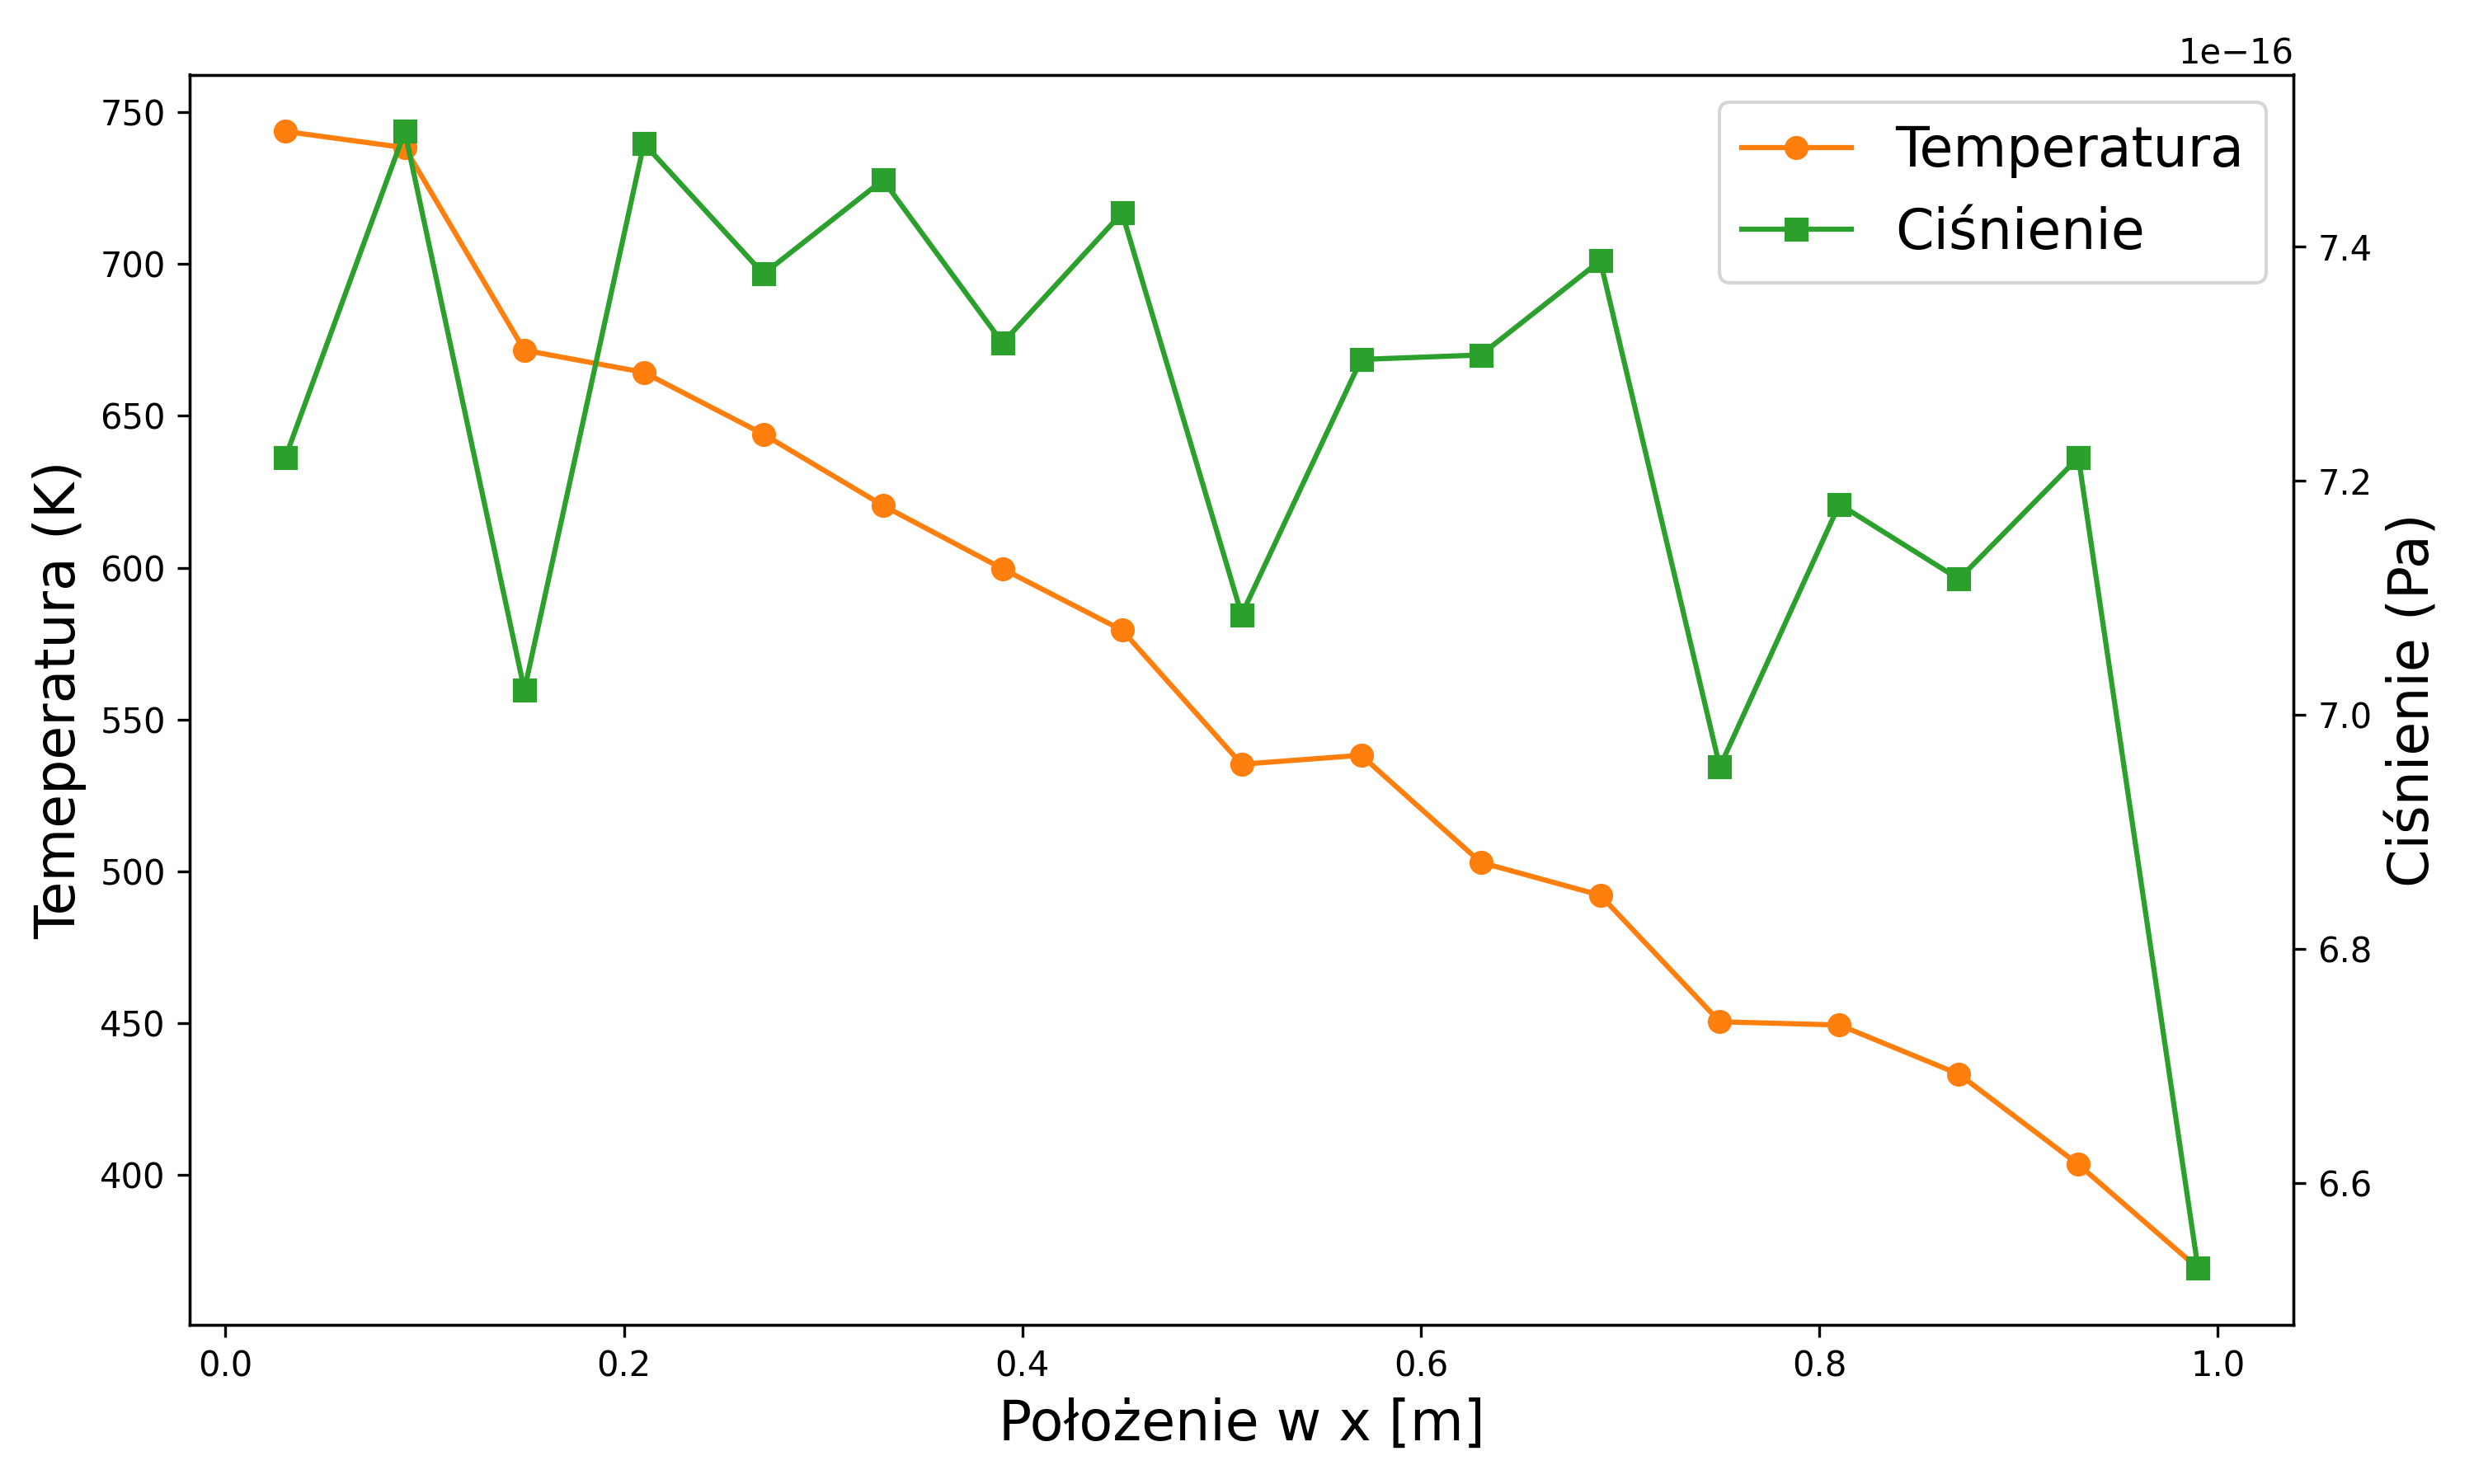 1e−16
750
700
650
600
550
500
450
400
Temeperatura (K)
Temperatura
Ciśnienie
7.4
7.2
7.0
6.8
6.6
Ciśnienie (Pa)
0.0 0.2 0.4 0.6 0.8 1.0
Położenie w x [m]